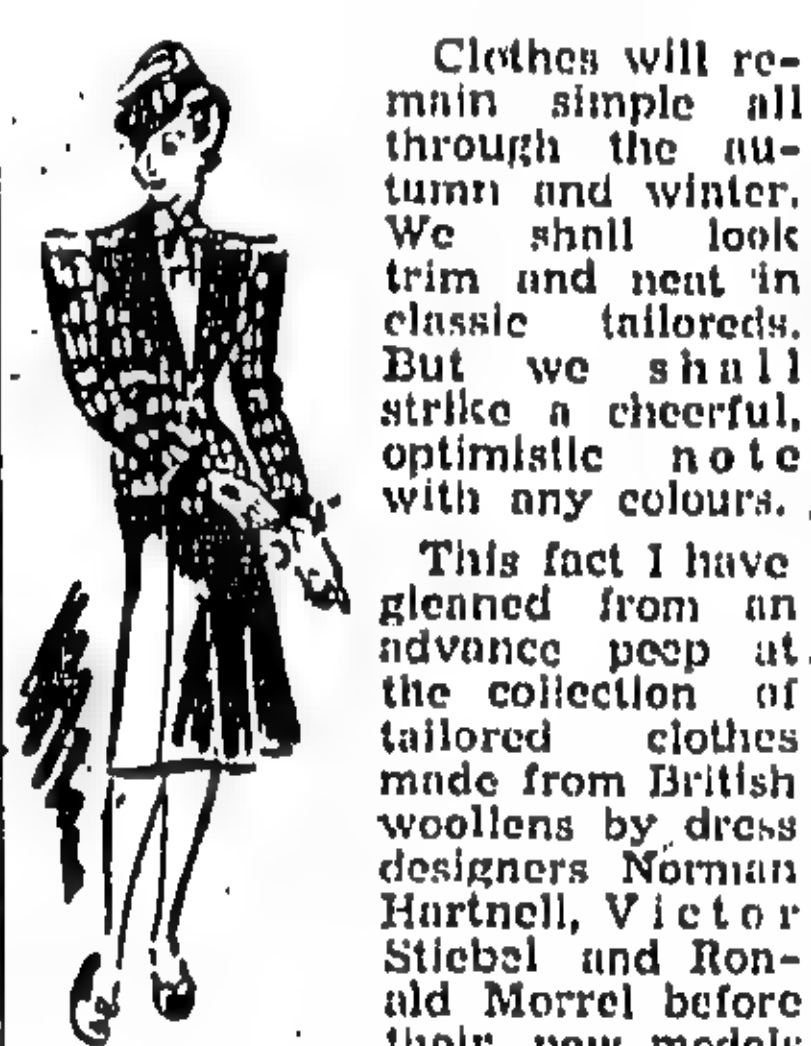 Clothes will re-
main simple all
through the au-
tumn and winter.
We shall look
trim and neat in
classic tailoreds.
But we shall
strike a cheerful,
optimistic note
with any colours.
This fact I have
gleaned from an
advance peep at
the collection of
tailored clothes
made from British
woollens by dress
designers Norman
Hartnell, Victor
Stiebel and Ron-
ald Morrel before
their new models